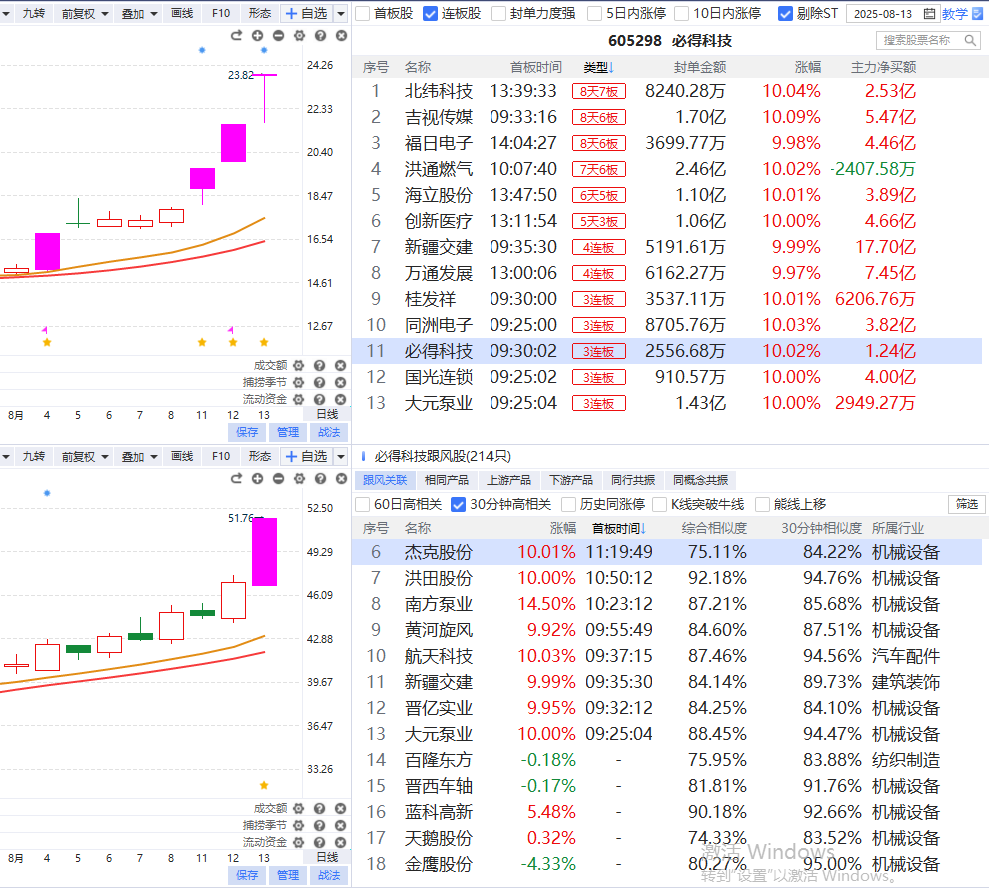 九转 前复权 叠加 画线 F10 形态 自选
23.82
24.26
22.33
20.40
18.47
16.54
14.61
12.67
成交额
捕捞季节
流动资金
8月 4 5 6 7 8 11 12 13 日线
保存 管理 战法
首板股 连板股 封单力度强 5日内涨停 10日内涨停 剔除ST 2025-08-13 教学
605298 必得科技 搜索股票名称
序号 名称 首板时间 类型↓ 封单金额 涨幅 主力净买额
1 北纬科技 13:39:33 8天7板 8240.28万 10.04% 2.53亿
2 吉视传媒 09:33:16 8天6板 1.70亿 10.09% 5.47亿
3 福日电子 14:04:27 8天6板 3699.77万 9.98% 4.46亿
4 洪通燃气 10:07:40 7天6板 2.46亿 10.02% -2407.58万
5 海立股份 13:47:50 6天5板 1.10亿 10.01% 3.89亿
6 创新医疗 13:11:54 5天3板 1.06亿 10.00% 4.66亿
7 新疆交建 09:35:30 4连板 5191.61万 9.99% 17.70亿
8 万通发展 13:00:06 4连板 6162.27万 9.97% 7.45亿
9 桂发祥 09:30:00 3连板 3537.11万 10.01% 6206.76万
10 同洲电子 09:25:00 3连板 8705.76万 10.03% 3.82亿
11 必得科技 09:30:02 3连板 2556.68万 10.02% 1.24亿
12 国光连锁 09:25:02 3连板 910.57万 10.00% 4.00亿
13 大元泵业 09:25:04 3连板 1.43亿 10.00% 2949.27万
九转 前复权 叠加 画线 F10 形态 自选
51.76
52.50
49.29
46.09
42.88
39.67
36.47
33.26
成交额
捕捞季节
流动资金
8月 4 5 6 7 8 11 12 13 日线
保存 管理 战法
必得科技跟风股(214只)
跟风关联 相同产品 上游产品 下游产品 同行共振 同概念共振
60日高相关 30分钟高相关 历史同涨停 K线突破牛线 能线上移 筛选
序号 名称 涨幅 首板时间↓ 综合相似度 30分钟相似度 所属行业
6 杰克股份 10.01% 11:19:49 75.11% 84.22% 机械设备
7 洪田股份 10.00% 10:50:12 92.18% 94.76% 机械设备
8 南方泵业 14.50% 10:23:12 87.21% 85.68% 机械设备
9 黄河旋风 9.92% 09:55:49 84.60% 87.51% 机械设备
10 航天科技 10.03% 09:37:15 87.46% 94.56% 汽车配件
11 新疆交建 9.99% 09:35:30 84.14% 89.73% 建筑装饰
12 晋亿实业 9.95% 09:32:12 84.25% 84.10% 机械设备
13 大元泵业 10.00% 09:25:04 88.45% 94.47% 机械设备
14 百隆东方 -0.18% - 75.95% 83.88% 纺织制造
15 晋西车轴 -0.17% - 81.81% 91.76% 机械设备
16 蓝科高新 5.48% - 90.18% 92.66% 机械设备
17 天鹅股份 0.32% - 74.33% 83.52% 机械设备
18 金鹰股份 -4.33% - 80.27% 95.00% 机械设备
激活 Windows
转到"设置"以激活 Windows。